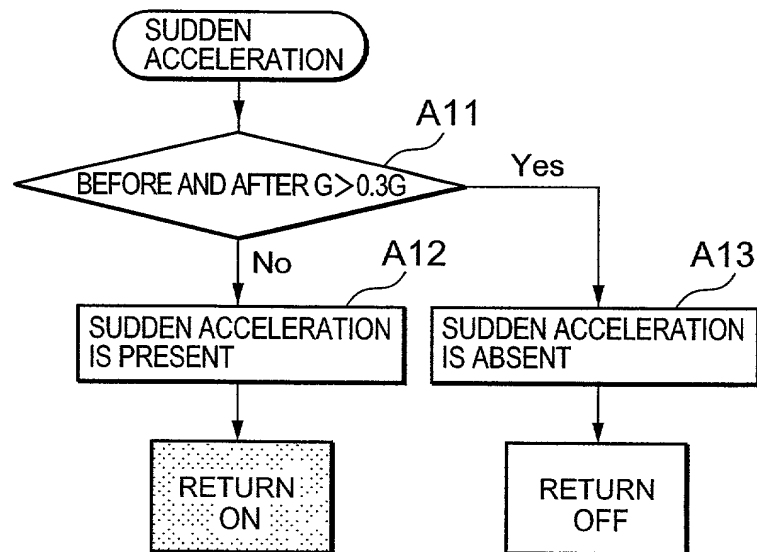 SUDDEN
ACCELERATION
A11
BEFORE AND AFTER G>0.3G
Yes
No
A12
A13
SUDDEN ACCELERATION
IS PRESENT
SUDDEN ACCELERATION
IS ABSENT
RETURN
ON
RETURN
OFF